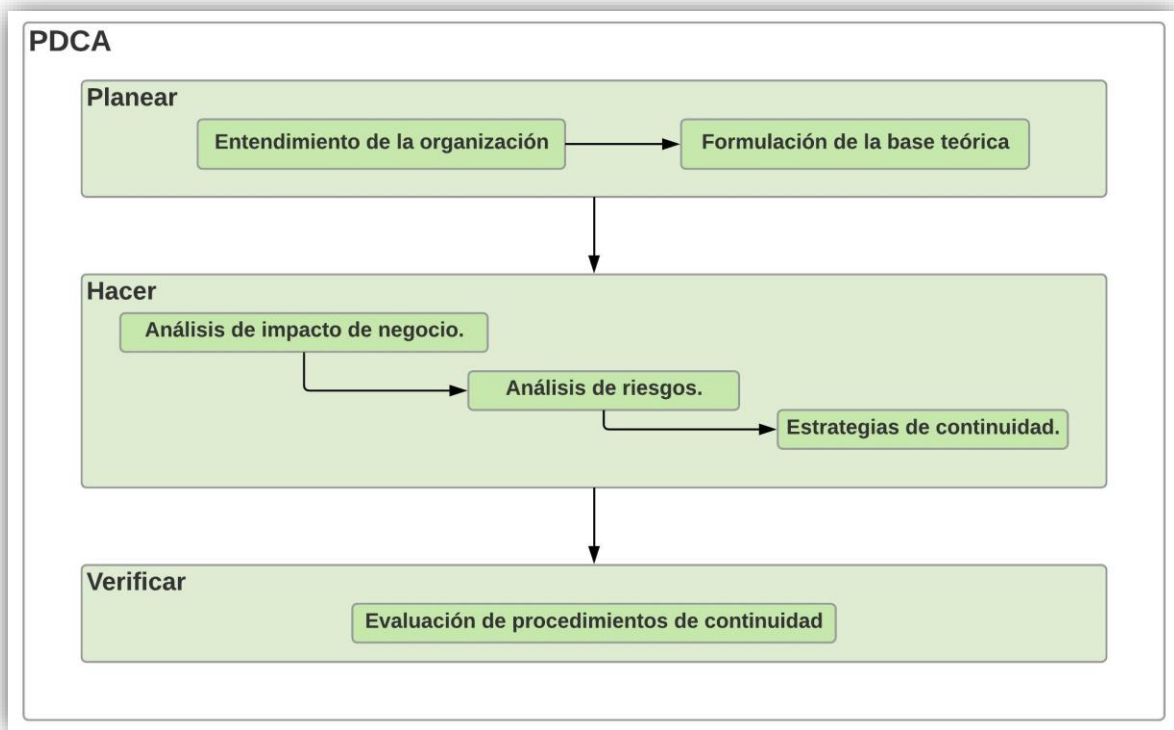 PDCA
Planear
Entendimiento de la organización
Formulación de la base teórica
Hacer
Análisis de impacto de negocio.
Análisis de riesgos.
Estrategias de continuidad.
Verificar
Evaluación de procedimientos de continuidad